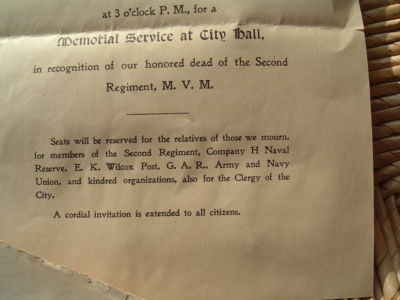 at 3 o'clock P. M., for a
Memorial Service at City Hall,
in recognition of our honored dead of the Second
Regiment, M. V. M.
Seats will be reserved for the relatives of those we mourn,
for members of the Second Regiment, Company H Naval
Reserve, E. K. Wilcox Post, G. A. R., Army and Navy
Union, and kindred organizations, also for the Clergy of the
City.
A cordial invitation is extended to all citizens.